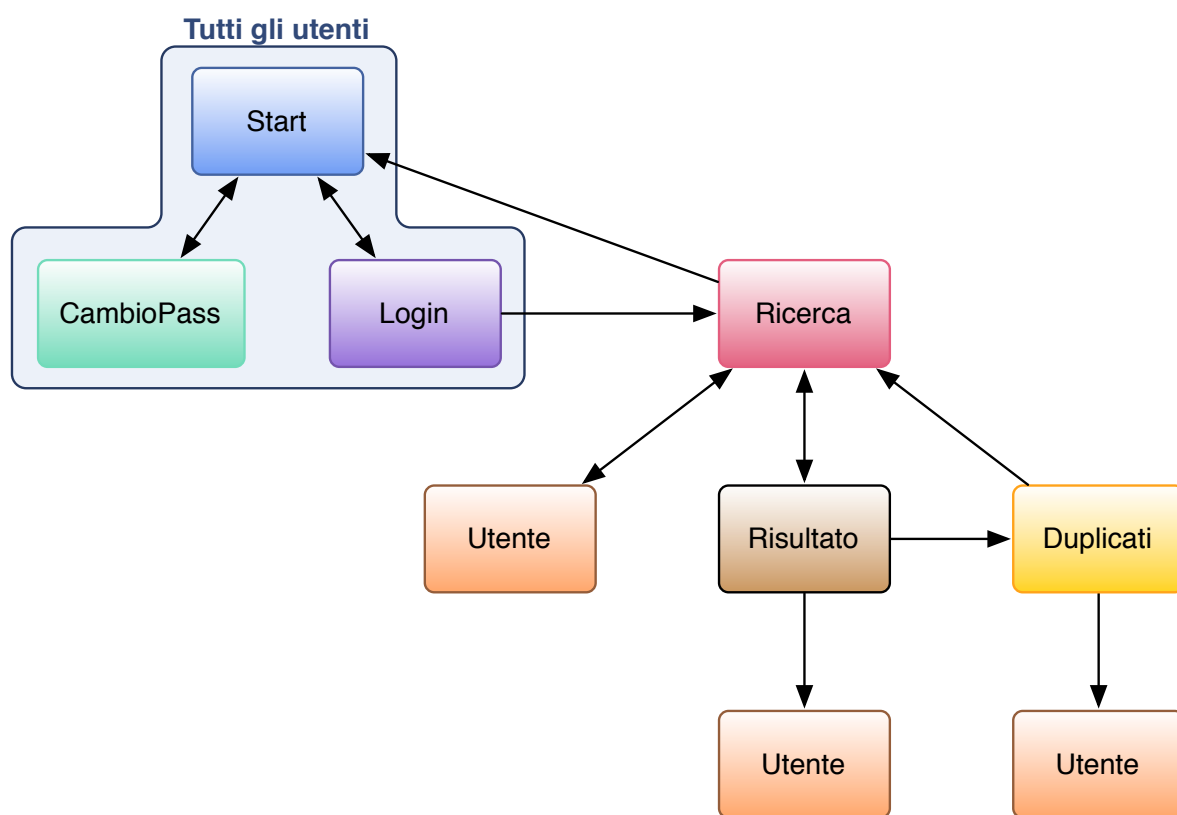 Tutti gli utenti
Start
CambioPass
Login
Ricerca
Utente
Risultato
Duplicati
Utente
Utente